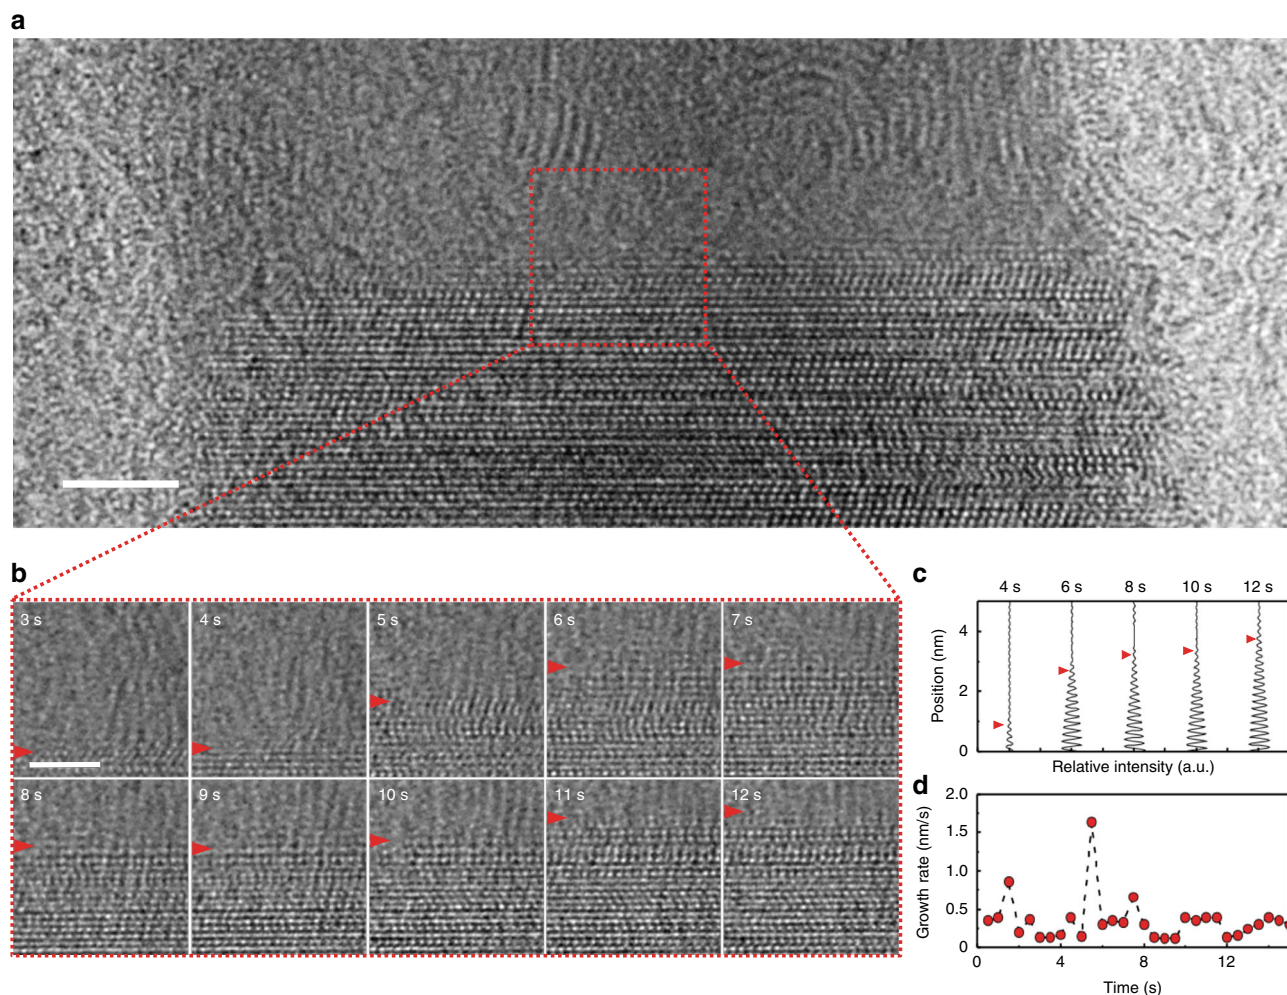 a
b
3 s
4 s
5 s
6 s
7 s
8 s
9 s
10 s
11 s
12 s
c
4 s 6 s 8 s 10 s 12 s
4
2
0
Position (nm)
Relative intensity (a.u.)
d
2.0
1.5
1.0
0.5
0
Growth rate (nm/s)
0 4 8 12
Time (s)